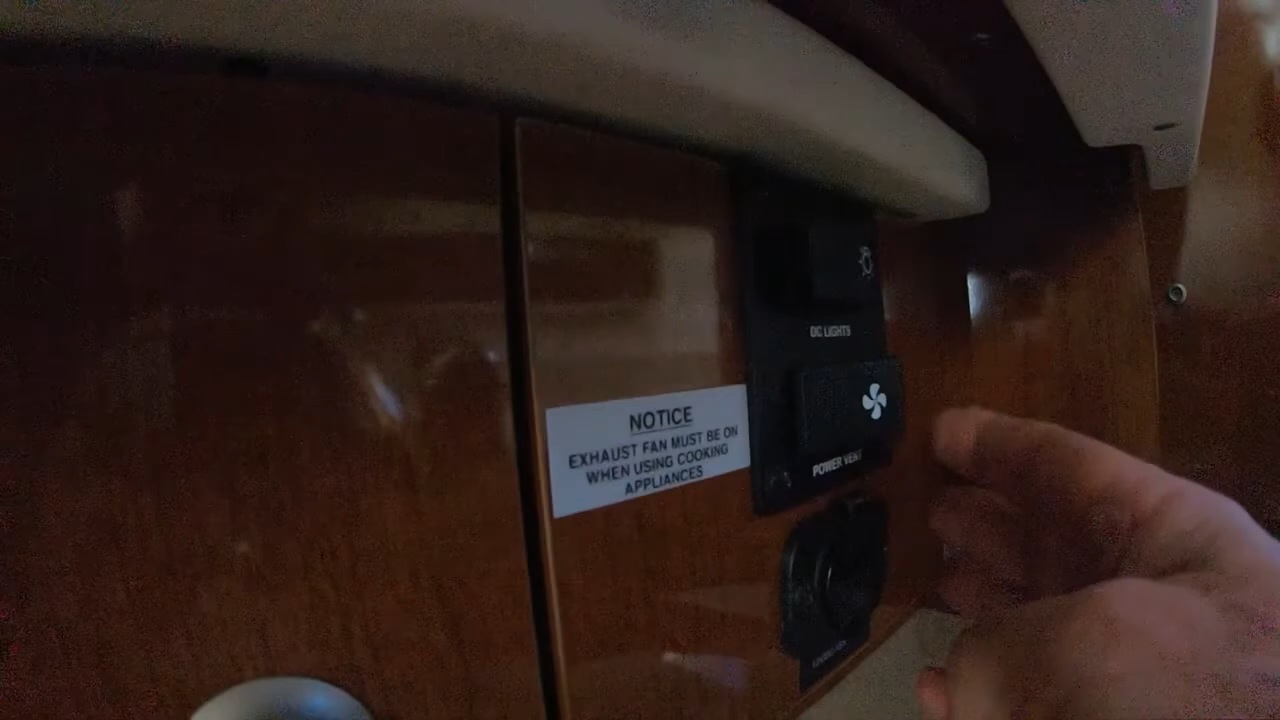 DC LIGHTS
NOTICE
EXHAUST FAN MUST BE ON
WHEN USING COOKING
APPLIANCES
POWER VENT